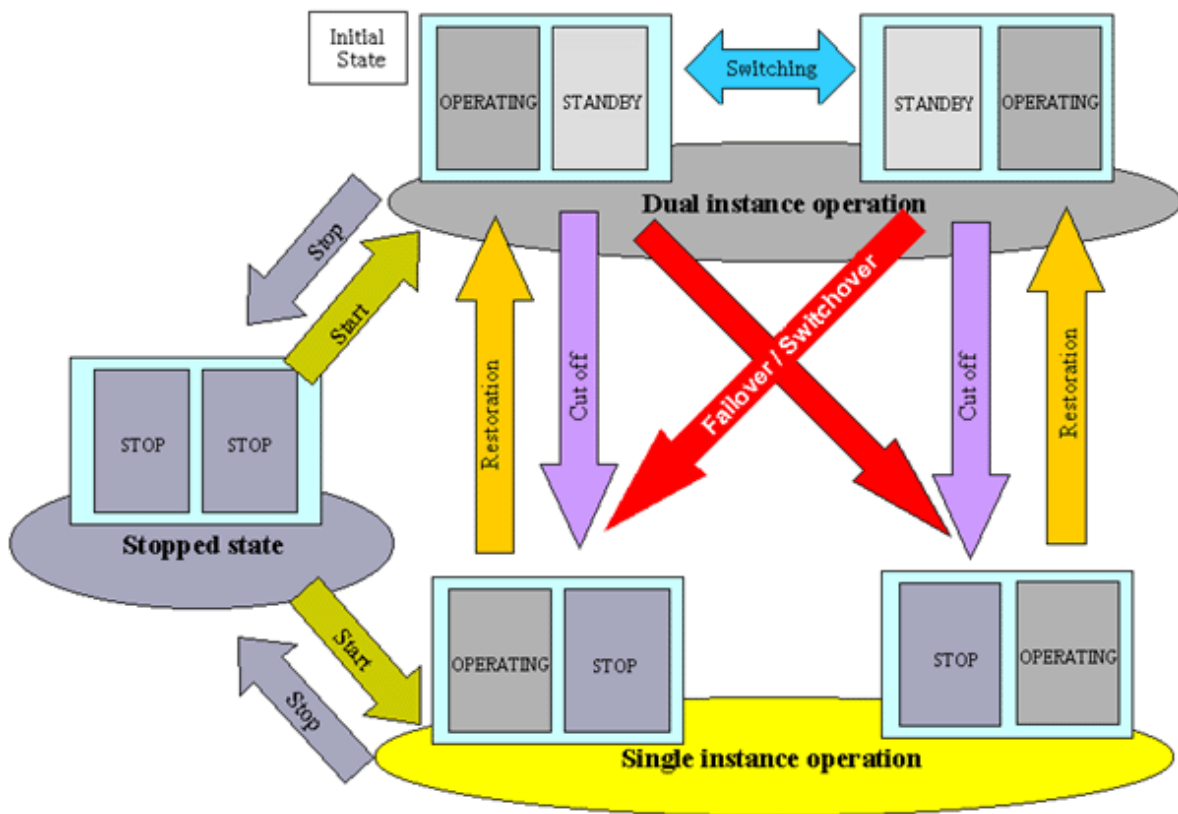 Initial
State
OPERATING
STANDBY
Switching
STANDBY
OPERATING
Dual instance operation
Stop
Start
Restoration
Cut off
Failover / Switchover
Cut off
Restoration
STOP
STOP
Stopped state
Start
Stop
OPERATING
STOP
STOP
OPERATING
Single instance operation